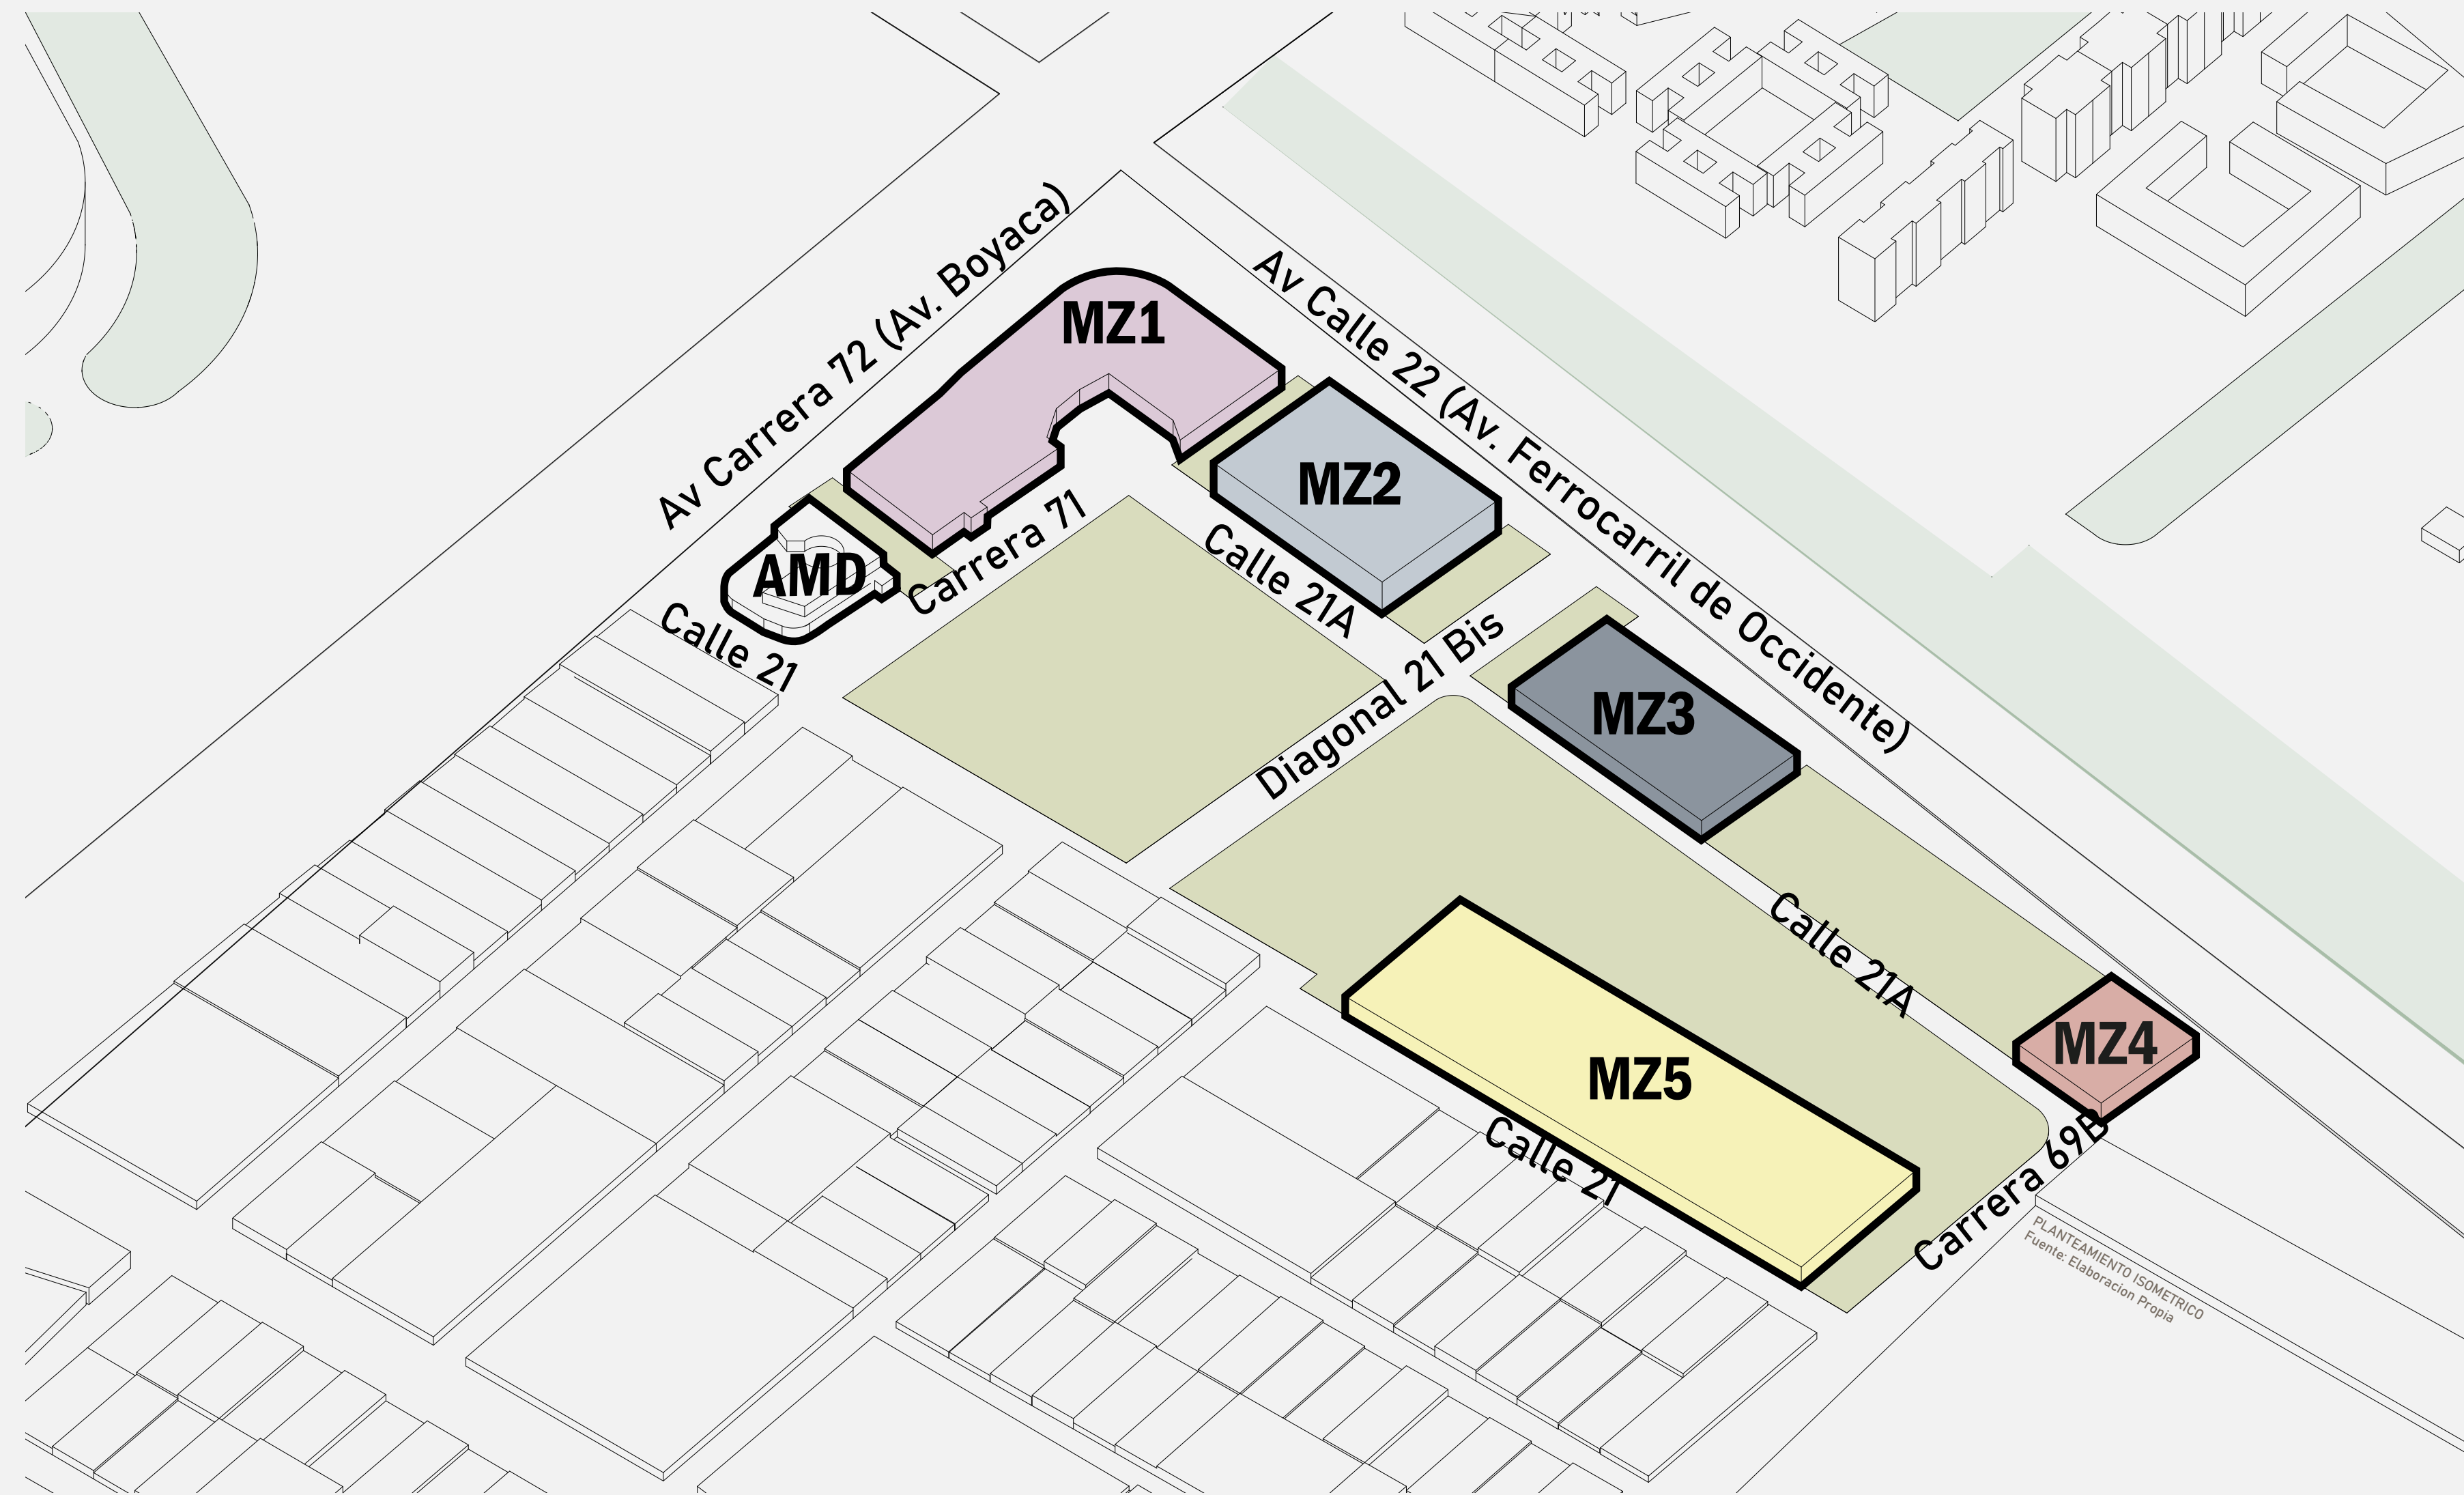 Av Carrera 72 (Av. Boyaca)
Av Calle 22 (Av. Ferrocarril de Occidente)
MZ1
MZ2
AMD
Carrera 71
Calle 21A
Calle 21
Diagonal 21 Bis
MZ3
Calle 21A
MZ4
MZ5
Calle 21
Carrera 69B
PLANTEAMIENTO ISOMETRICO
Fuente: Elaboracion Propia